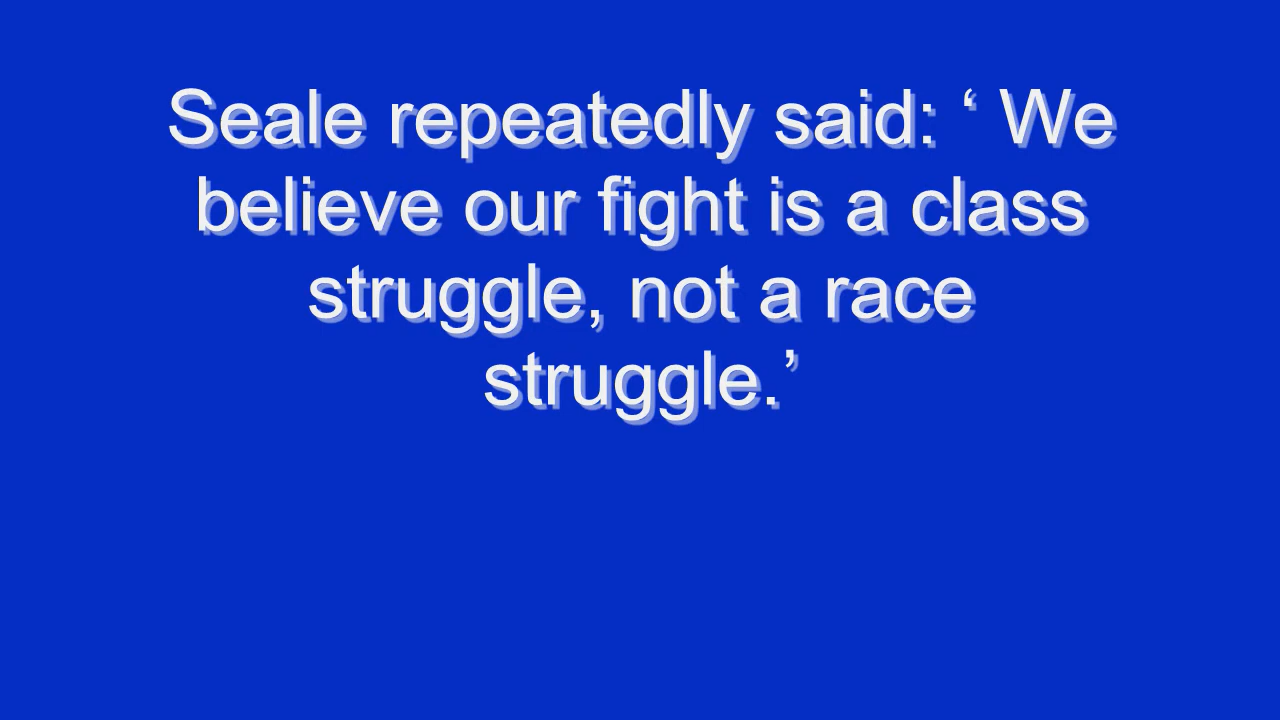 Seale repeatedly said: ‘ We
believe our fight is a class
struggle, not a race
struggle.’